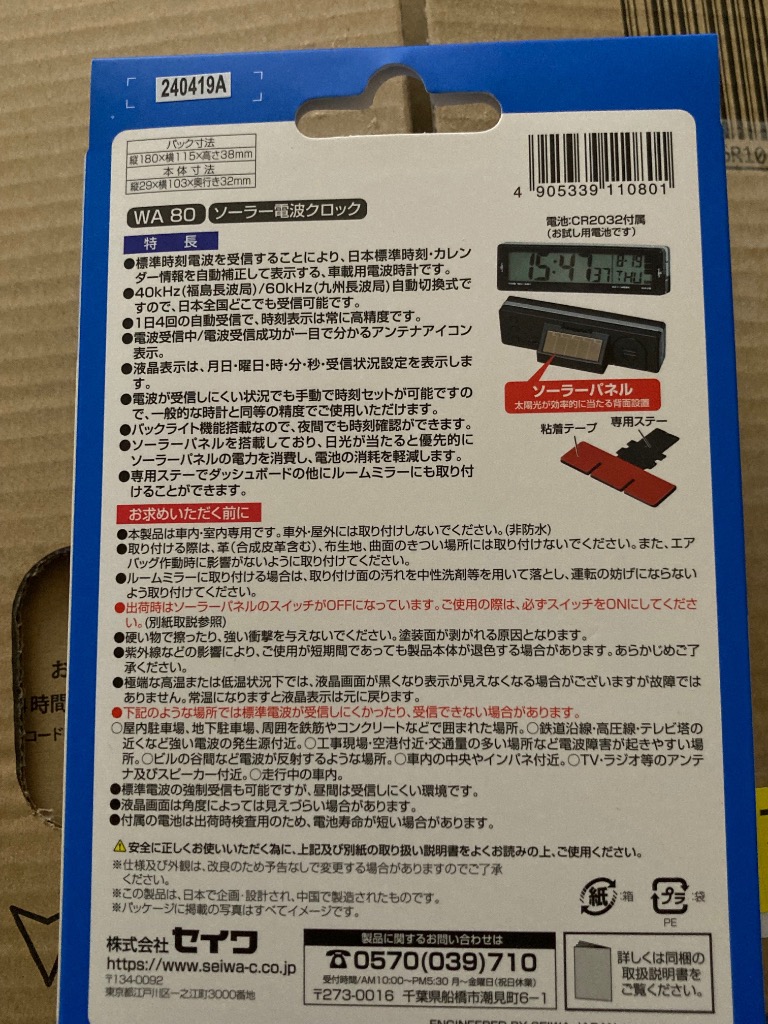 240419A
パック寸法
縦180×横115×高さ38mm
本体寸法
縦29×横103×奥行き32mm
4 905339 110801
WA 80 ソーラー電波クロック
電池:CR2032付属
(お試し用電池です)
特 長
●標準時刻電波を受信することにより、日本標準時刻・カレン
ダー情報を自動補正して表示する、車載用電波時計です。
●40kHz(福島長波局)/60kHz(九州長波局)自動切換式で
すので、日本全国どこでも受信可能です。
●1日4回の自動受信で、時刻表示は常に高精度です。
●電波受信中/電波受信成功が一目で分かるアンテナアイコン
表示。
●液晶表示は、月日・曜日・時・分・秒・受信状況設定を表示しま
す。
●電波が受信しにくい状況でも手動で時刻セットが可能ですの
で、一般的な時計と同等の精度でご使用いただけます。
●バックライト機能搭載なので、夜間でも時刻確認ができます。
●ソーラーパネルを搭載しており、日光が当たると優先的に
ソーラーパネルの電力を消費し、電池の消耗を軽減します。
●専用ステーでダッシュボードの他にルームミラーにも取り付
けることができます。
15:47 37 8-19 THU
ソーラーパネル
太陽光が効率的に当たる背面設置
粘着テープ 専用ステー
お求めいただく前に
●本製品は車内・室内専用です。車外・屋外には取り付けしないでください。(非防水)
●取り付ける際は、革(合成皮革含む)、布生地、曲面のきつい場所には取り付けないでください。また、エア
バッグ作動時に影響がないように取り付けてください。
●ルームミラーに取り付ける場合は、取り付け面の汚れを中性洗剤等を用いて落とし、運転の妨げにならない
よう取り付けてください。
●出荷時はソーラーパネルのスイッチがOFFになっています。ご使用の際は、必ずスイッチをONにしてくださ
い。(別紙取説参照)
●硬い物で擦ったり、強い衝撃を与えないでください。塗装面が剥がれる原因となります。
●紫外線などの影響により、ご使用が短期間であっても製品本体が退色する場合があります。あらかじめご了
承ください。
●極端な高温または低温状況下では、液晶画面が黒くなり表示が見えなくなる場合がございますが故障では
ありません。常温になりますと液晶表示は元に戻ります。
●下記のような場所では標準電波が受信しにくかったり、受信できない場合があります。
○屋内駐車場、地下駐車場、周囲を鉄筋やコンクリートなどで囲まれた場所。○鉄道沿線・高圧線・テレビ塔の
近くなど強い電波の発生源付近。○工事現場・空港付近・交通量の多い場所など電波障害が起きやすい場
所。○ビルの谷間など電波が反射するような場所。○車内の中央やインパネ付近。○TV・ラジオ等のアンテ
ナ及びスピーカー付近。○走行中の車内。
●標準電波の強制受信も可能ですが、昼間は受信しにくい環境です。
●液晶画面は角度によっては見えづらい場合があります。
●付属の電池は出荷時検査用のため、電池寿命が短い場合があります。
⚠安全に正しくお使いいただく為に、上記及び別紙の取り扱い説明書をよくお読みの上、ご使用ください。
※仕様及び外観は、改良のため予告なしで変更する場合がありますのでご了承
ください。
※この製品は、日本で企画・設計され、中国で製造されたものです。
※パッケージに掲載の写真はすべてイメージです。
紙 :箱 プラ :袋
PE
株式会社 セイワ
https://www.seiwa-c.co.jp
〒134-0092
東京都江戸川区一之江町3000番地
製品に関するお問い合わせは
☎0570(039)710
受付時間/AM10:00〜PM5:30 月〜金曜日(祝日休業)
〒273-0016 千葉県船橋市潮見町6-1
詳しくは同梱の
取扱説明書を
ご覧ください。
お
時間
コード